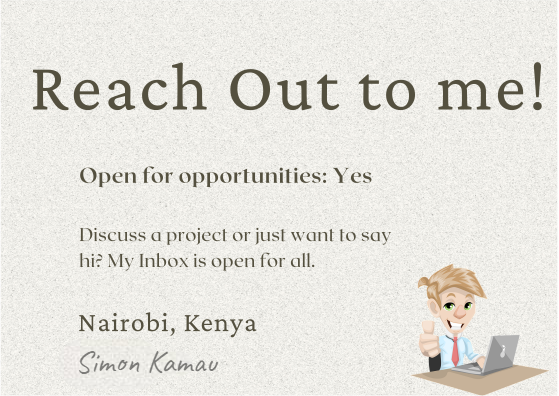 Reach Out to me!
Open for opportunities: Yes
Discuss a project or just want to say
hi? My Inbox is open for all.
Nairobi, Kenya
Simon Kamau